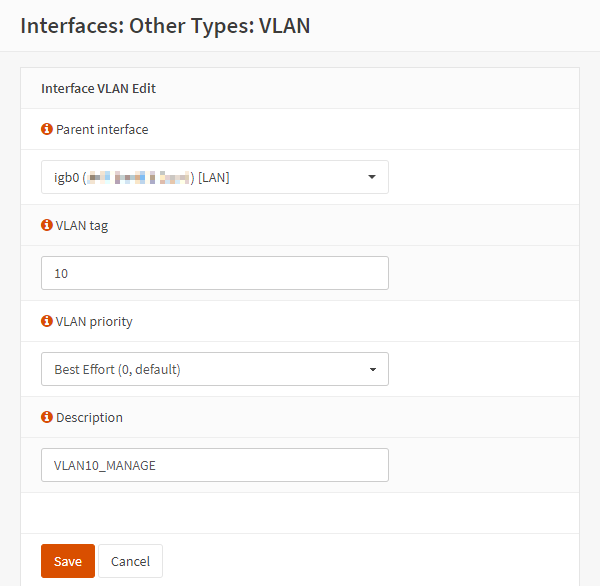 Interfaces: Other Types: VLAN
Interface VLAN Edit
Parent interface
igb0 ( ) [LAN]
VLAN tag
10
VLAN priority
Best Effort (0, default)
Description
VLAN10_MANAGE
Save Cancel